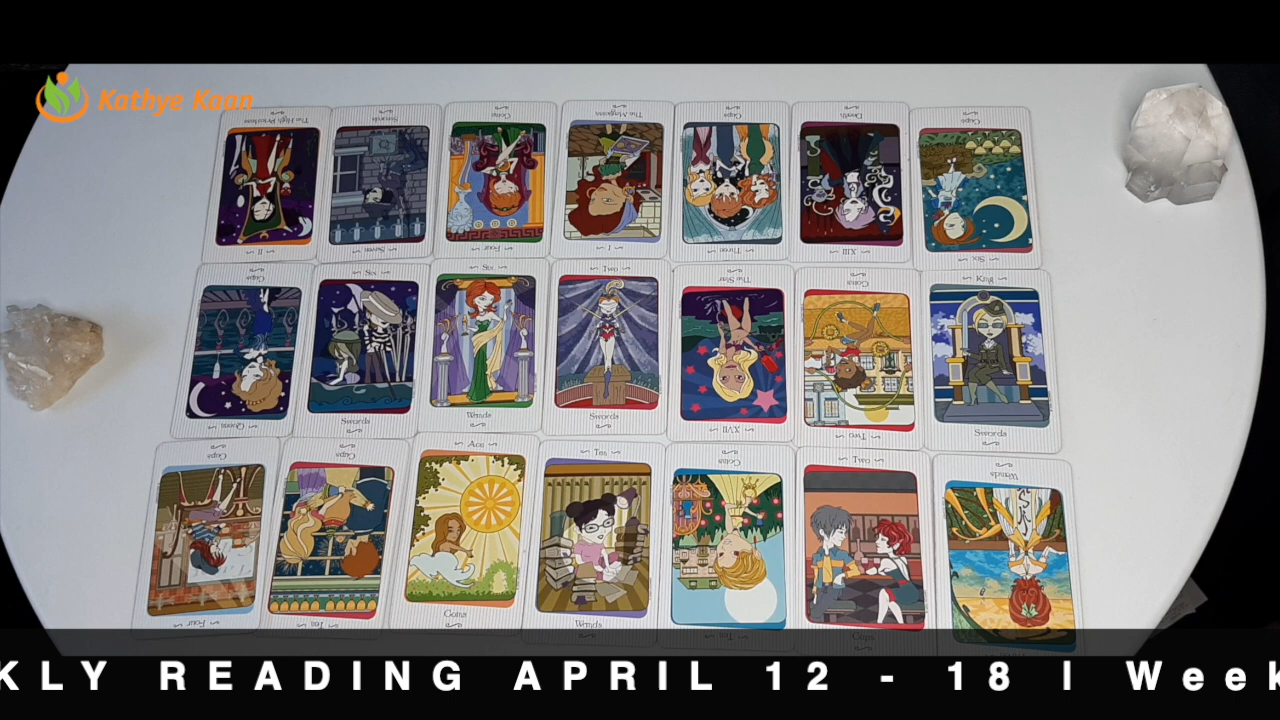 Kathye Kaan
The High Priestess
Swords
Coins
The Magician
Cups
Death
Cups
II
Seven
Four
I
Three
XIII
Six
Cups
Six
Six
Two
The Star
Coins
King
Queen
Swords
Wands
Swords
XVII
Two
Swords
Cups
Cups
Ace
Ten
Coins
Two
Wands
Four
Ten
Coins
Wands
Ten
Cups
KLY READING APRIL 12 - 18 | Week